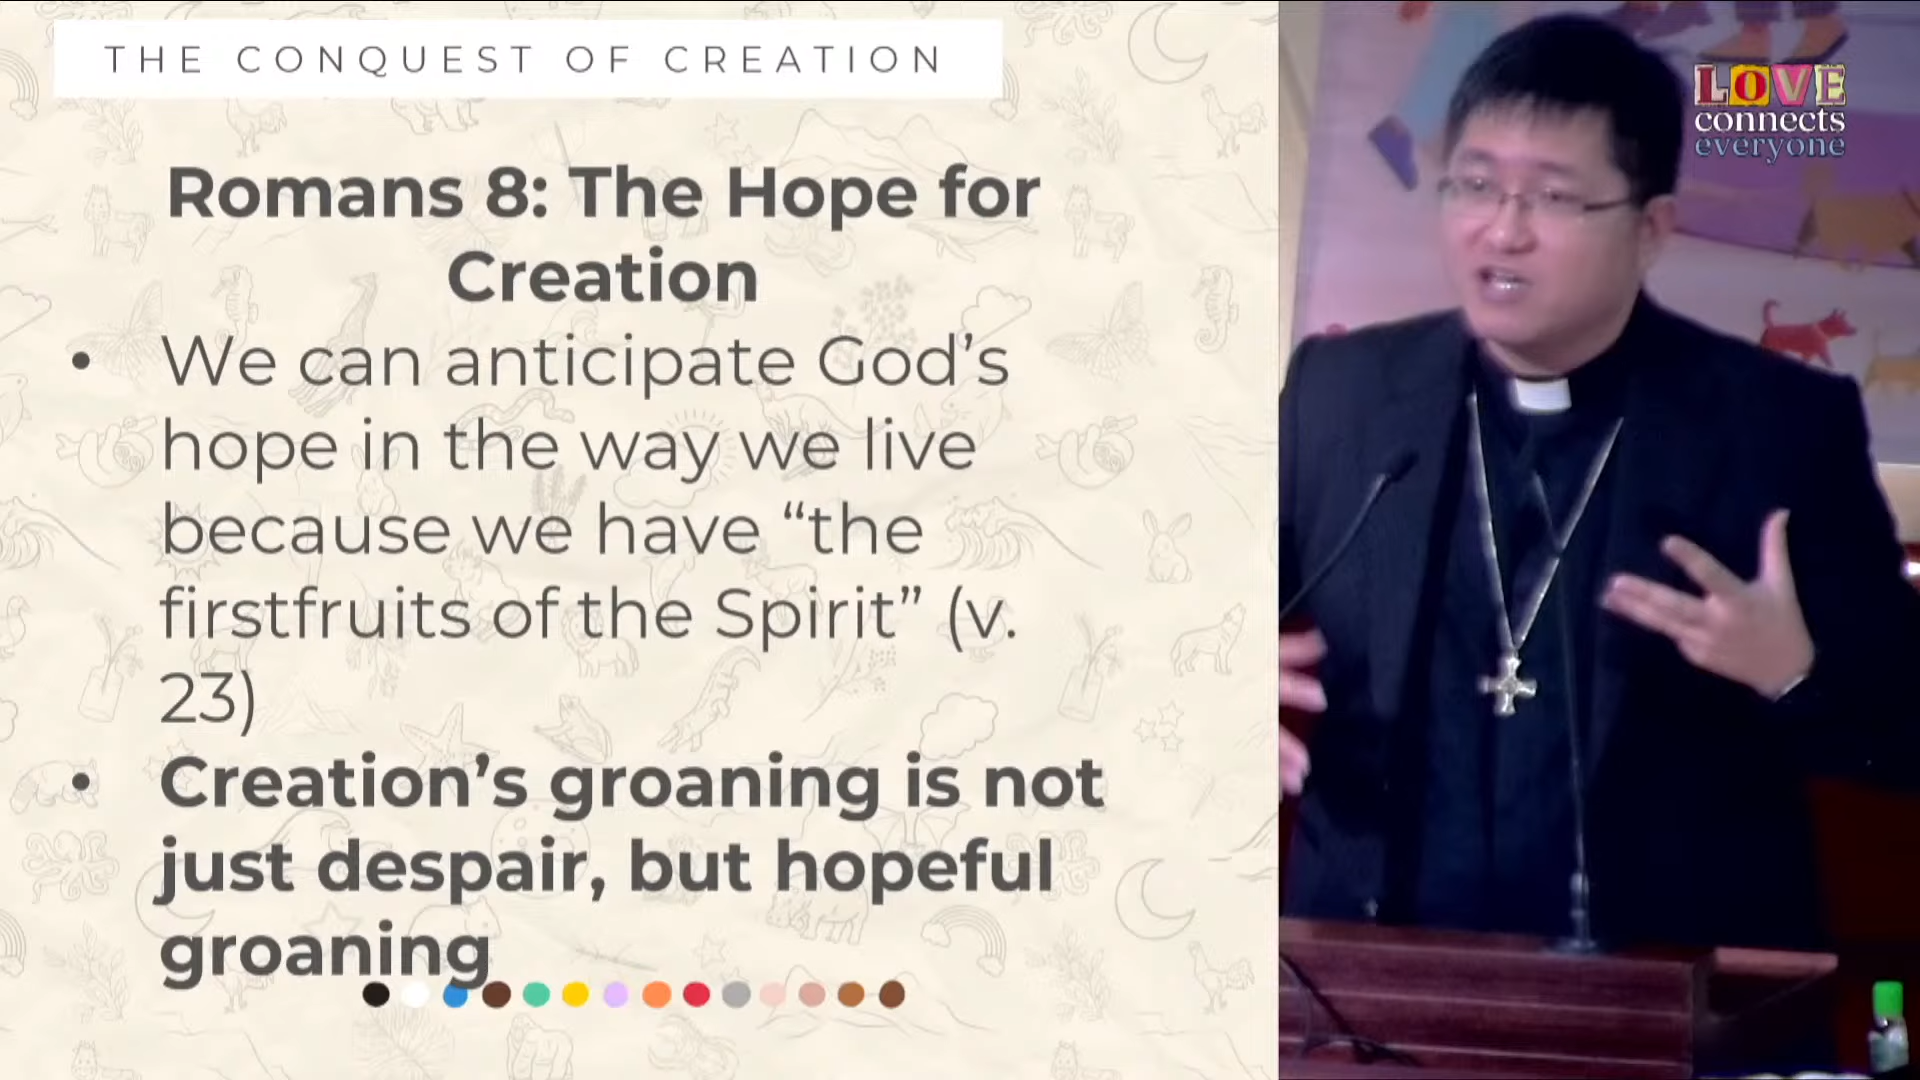 THE CONQUEST OF CREATION
Romans 8: The Hope for
Creation
• We can anticipate God’s
hope in the way we live
because we have “the
firstfruits of the Spirit” (v.
23)
• Creation’s groaning is not
just despair, but hopeful
groaning
LOVE
connects
everyone